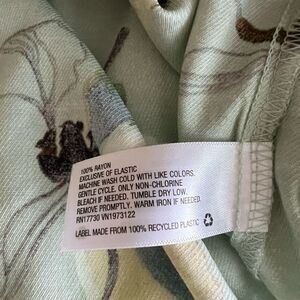 100% RAYON
EXCLUSIVE OF ELASTIC
MACHINE WASH COLD WITH LIKE COLORS.
GENTLE CYCLE. ONLY NON-CHLORINE
BLEACH IF NEEDED. TUMBLE DRY LOW.
REMOVE PROMPTLY. WARM IRON IF NEEDED.
RN17730 VN1973122
LABEL MADE FROM 100% RECYCLED PLASTIC